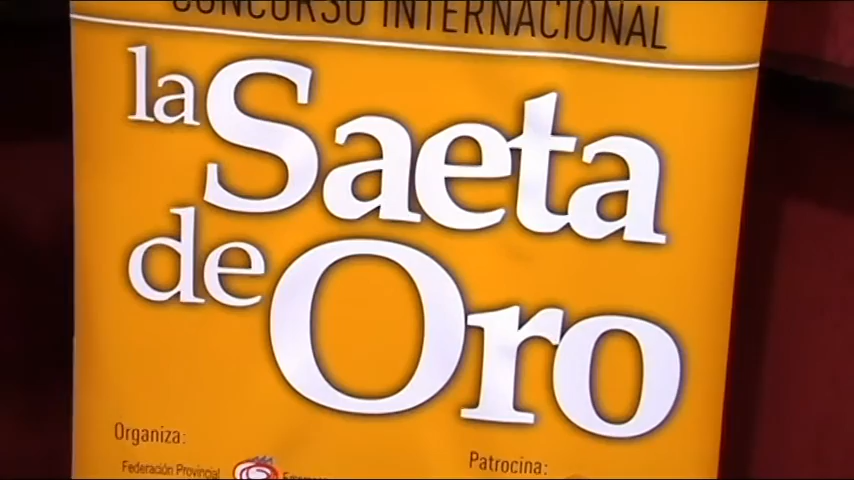 CONCURSO INTERNACIONAL
la Saeta
de Oro
Organiza:
Patrocina:
Federación Provincial